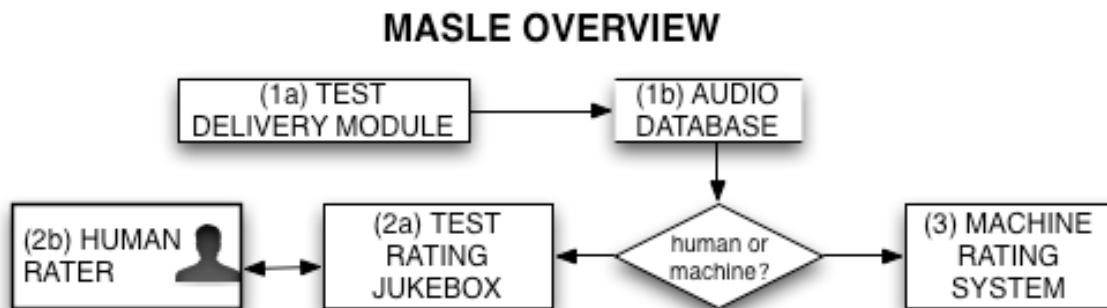 MASLE OVERVIEW
(1a) TEST
DELIVERY MODULE
(1b) AUDIO
DATABASE
(2b) HUMAN
RATER
(2a) TEST
RATING
JUKEBOX
human or
machine?
(3) MACHINE
RATING
SYSTEM